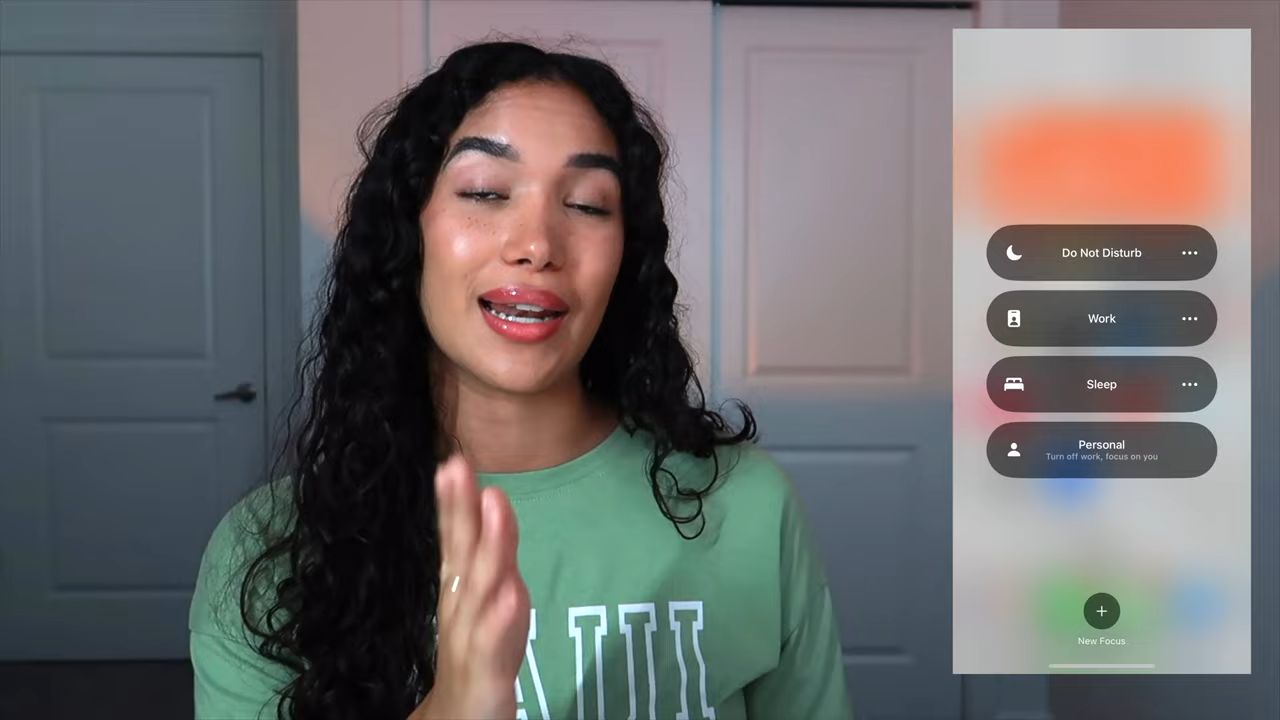 Do Not Disturb
Work
Sleep
Personal
Turn off work, focus on you
New Focus